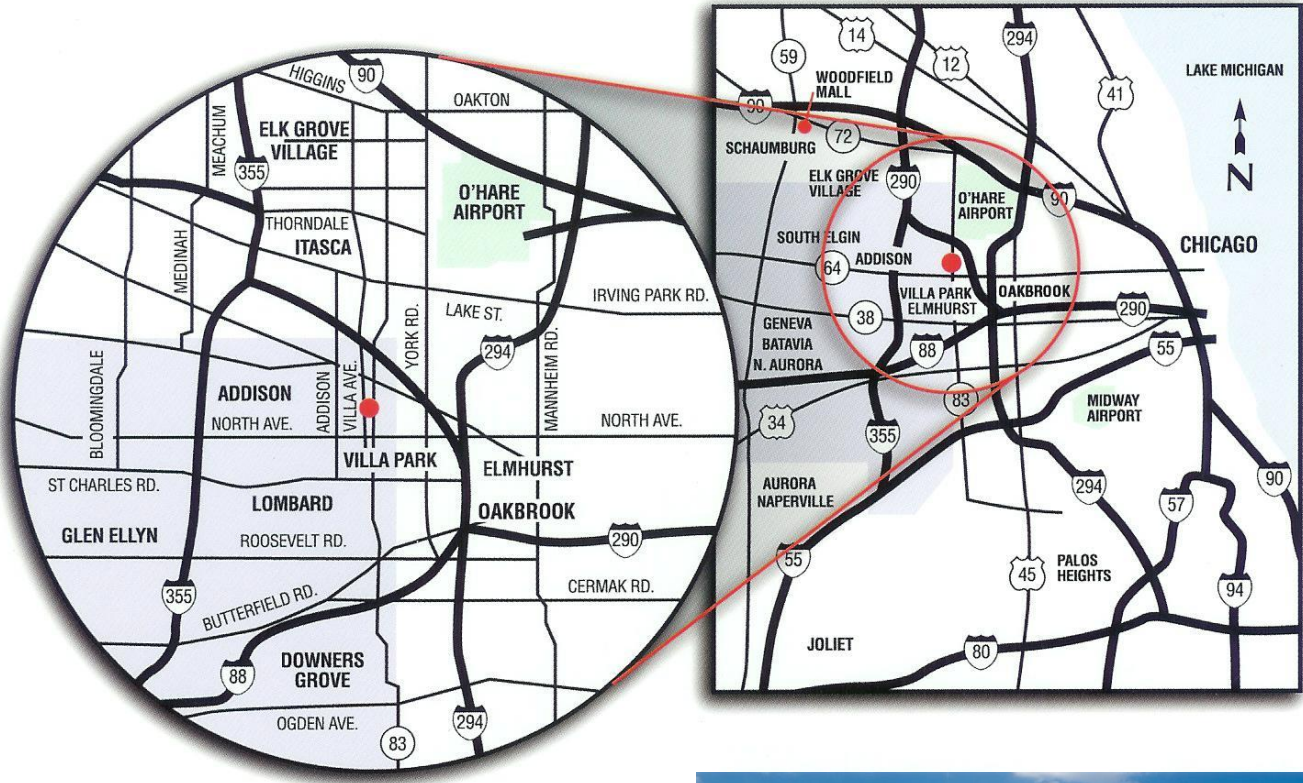 HIGGINS
90
OAKTON
MEACHUM
ELK GROVE
VILLAGE
355
O'HARE
AIRPORT
THORNDALE
ITASCA
MEDINAH
IRVING PARK RD.
LAKE ST.
YORK RD.
294
MANNHEIM RD.
BLOOMINGDALE
ADDISON
ADDISON
VILLA AVE.
NORTH AVE.
NORTH AVE.
VILLA PARK
ELMHURST
ST CHARLES RD.
LOMBARD
OAKBROOK
GLEN ELLYN
ROOSEVELT RD.
290
355
BUTTERFIELD RD.
CERMAK RD.
88
DOWNERS
GROVE
OGDEN AVE.
294
83
14
294
59
12
WOODFIELD
MALL
41
LAKE MICHIGAN
90
72
SCHAUMBURG
ELK GROVE
VILLAGE
290
O'HARE
AIRPORT
90
N
SOUTH ELGIN
CHICAGO
64
ADDISON
VILLA PARK
ELMHURST
OAKBROOK
290
GENEVA
BATAVIA
N. AURORA
38
88
55
83
MIDWAY
AIRPORT
34
355
AURORA
NAPERVILLE
294
90
57
55
45
PALOS
HEIGHTS
94
JOLIET
80